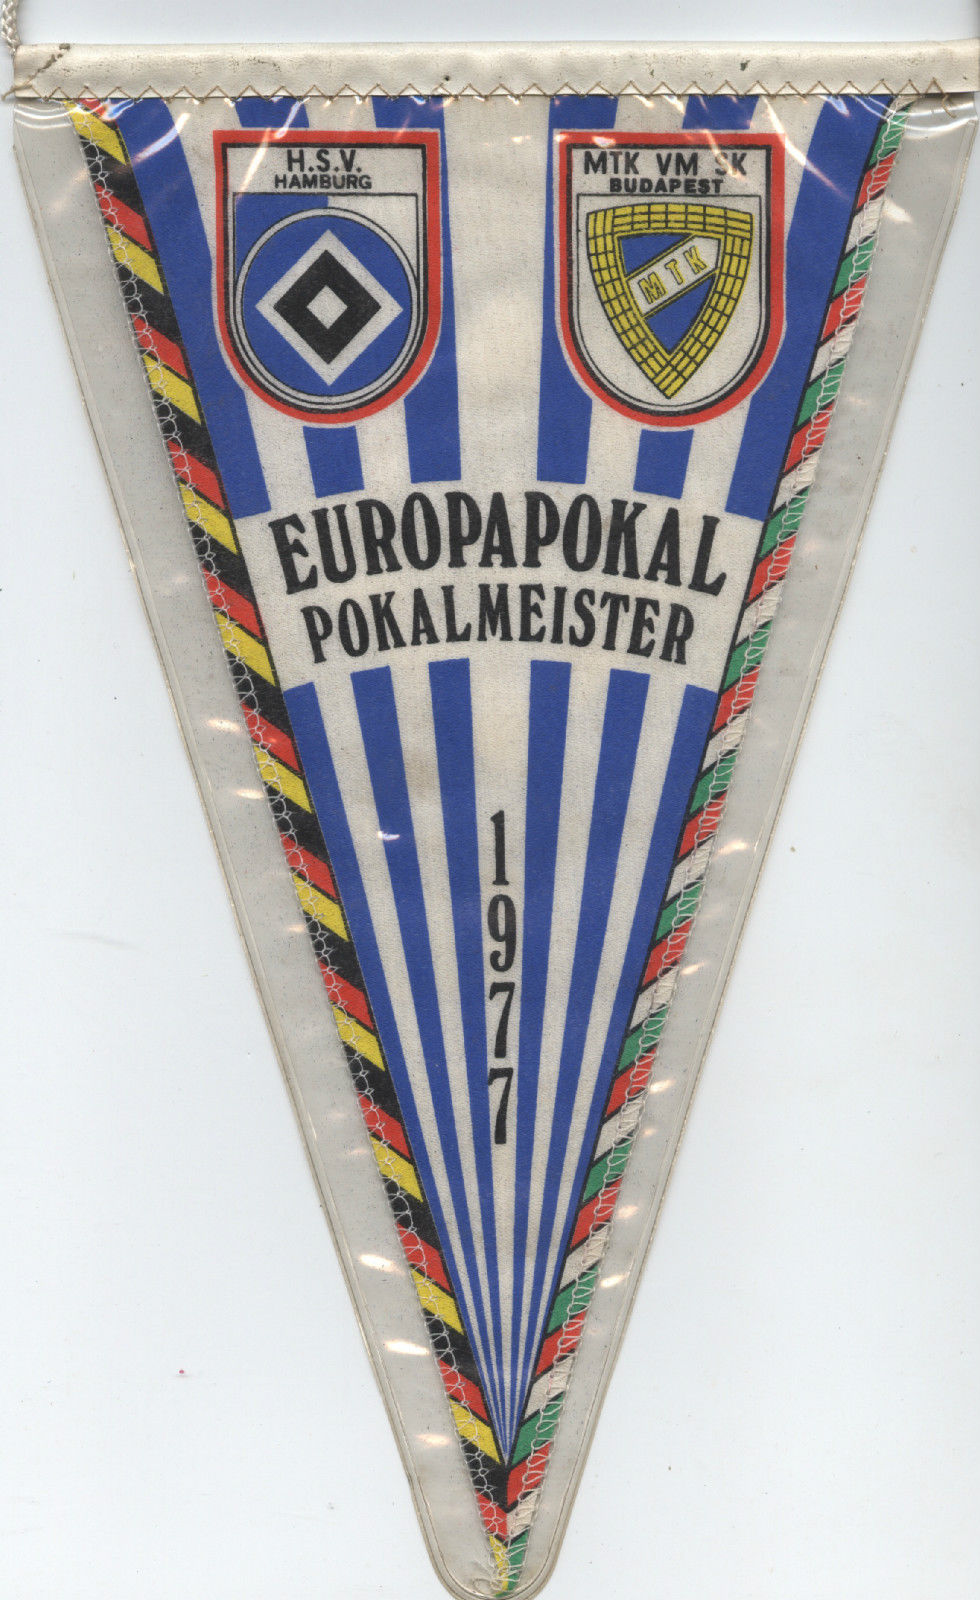 H.S.V.
HAMBURG
MTK VM SK
BUDAPEST
MTK
EUROPAPOKAL
POKALMEISTER
1977